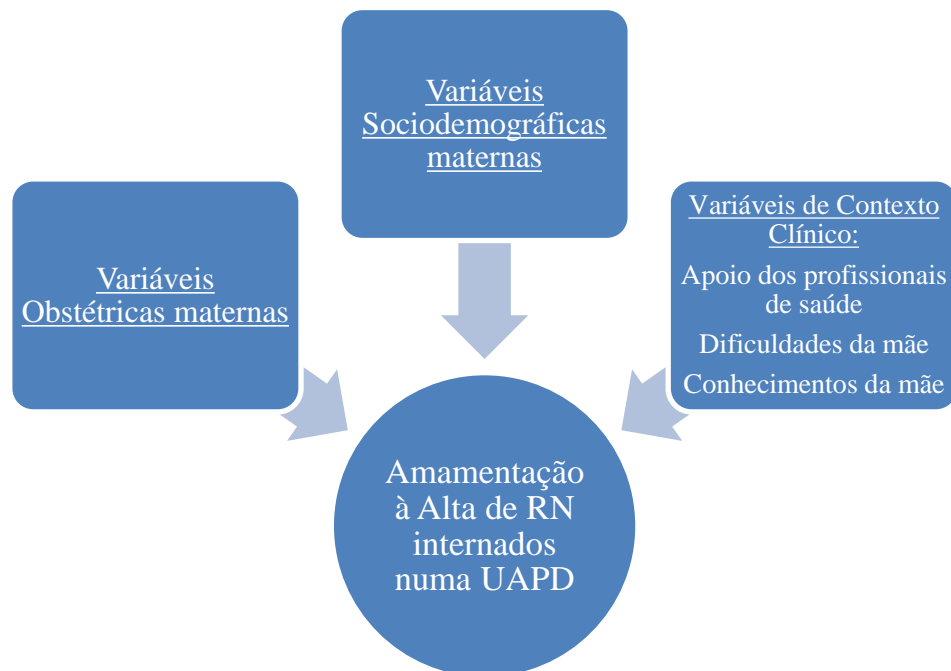 Variáveis
Sociodemográficas
maternas
Variáveis
Obstétricas maternas
Variáveis de Contexto
Clínico:
Apoio dos profissionais
de saúde
Dificuldades da mãe
Conhecimentos da mãe
Amamentação
à Alta de RN
internados
numa UAPD